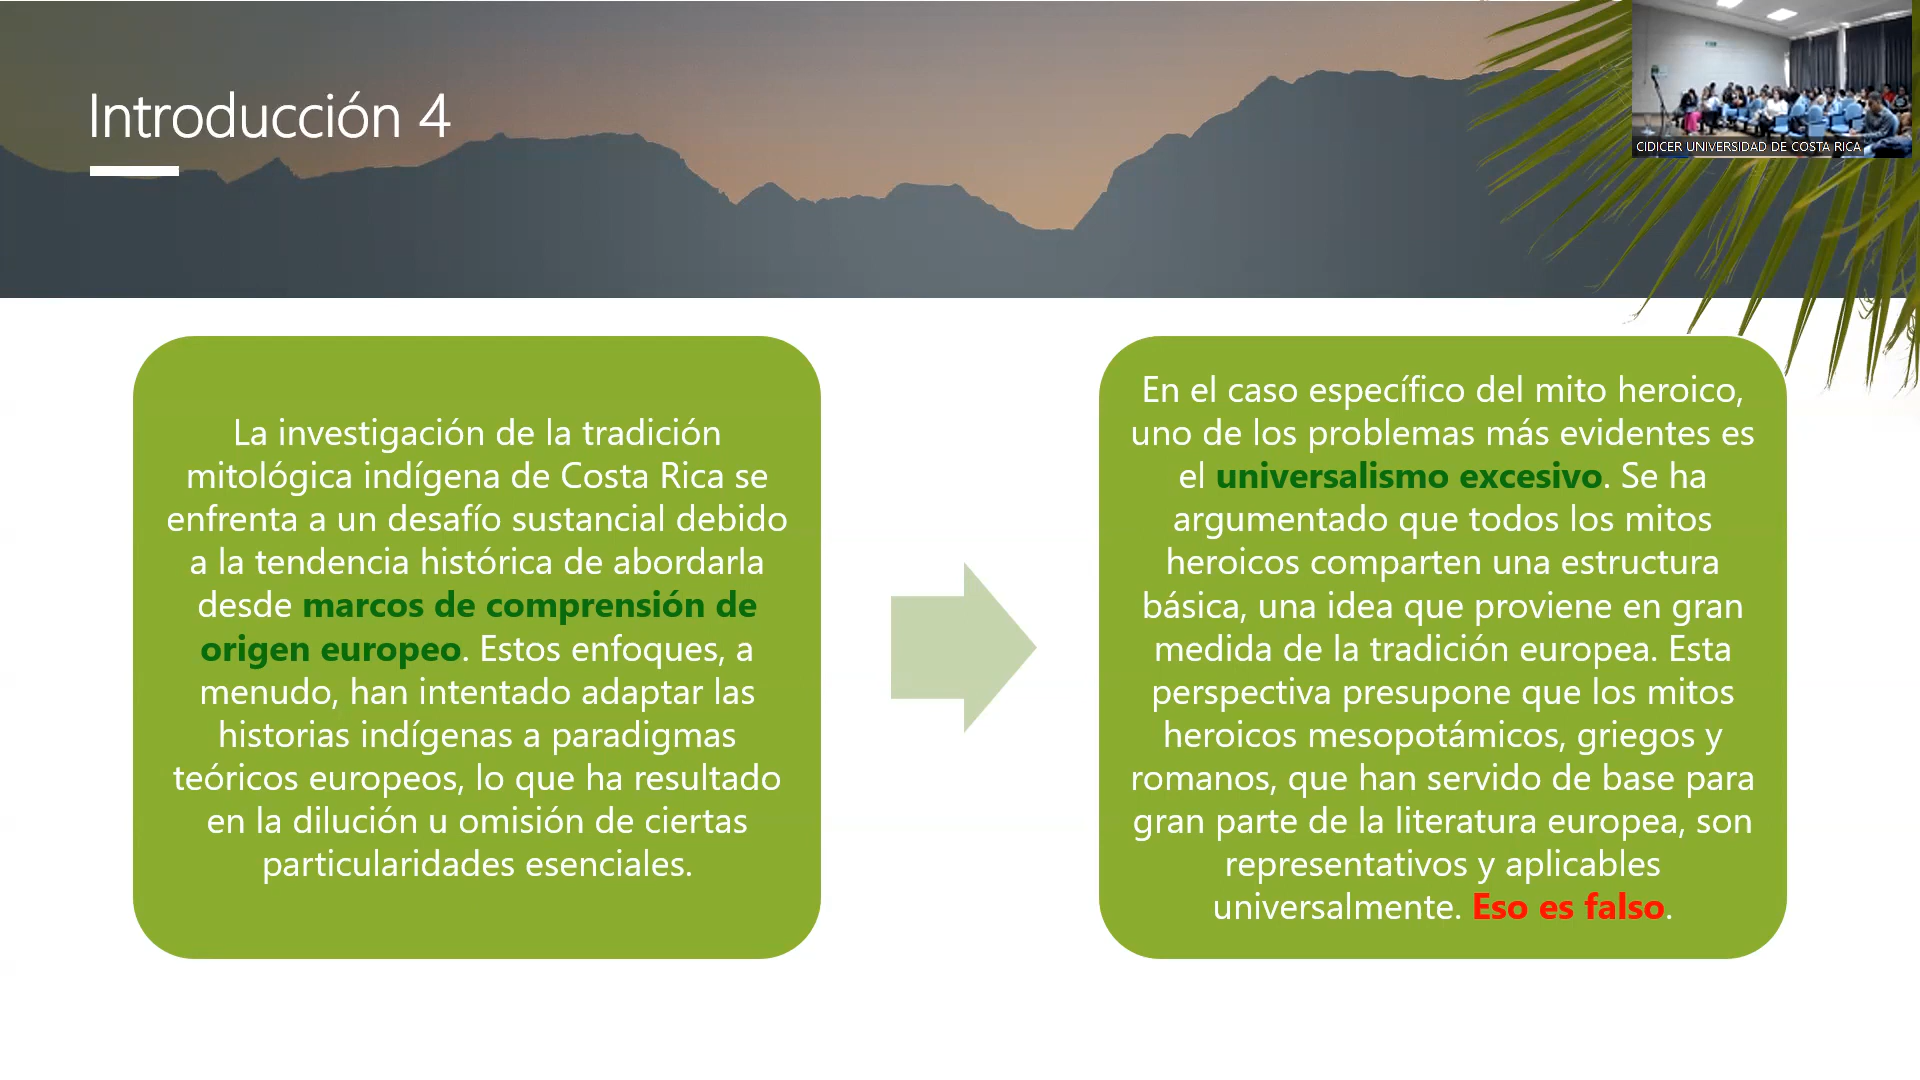 Introducción 4
CIDICER UNIVERSIDAD DE COSTA RICA
La investigación de la tradición
mitológica indígena de Costa Rica se
enfrenta a un desafío sustancial debido
a la tendencia histórica de abordarla
desde marcos de comprensión de
origen europeo. Estos enfoques, a
menudo, han intentado adaptar las
historias indígenas a paradigmas
teóricos europeos, lo que ha resultado
en la dilución u omisión de ciertas
particularidades esenciales.
En el caso específico del mito heroico,
uno de los problemas más evidentes es
el universalismo excesivo. Se ha
argumentado que todos los mitos
heroicos comparten una estructura
básica, una idea que proviene en gran
medida de la tradición europea. Esta
perspectiva presupone que los mitos
heroicos mesopotámicos, griegos y
romanos, que han servido de base para
gran parte de la literatura europea, son
representativos y aplicables
universalmente. Eso es falso.